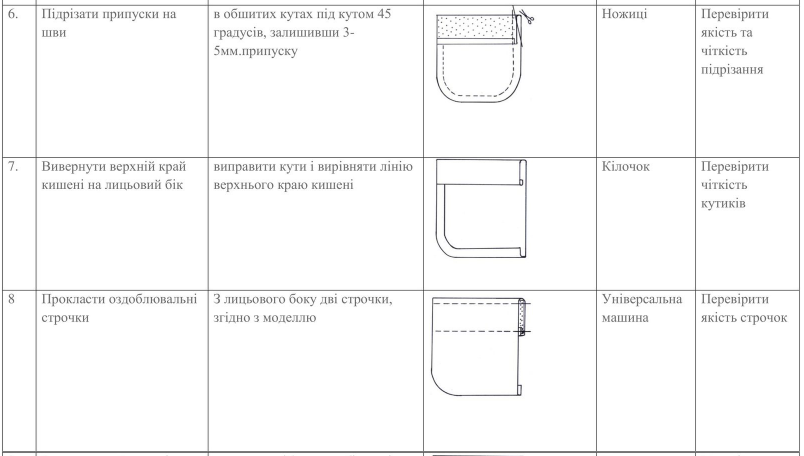 6.
Підрізати припуски на
шви
в обшитих кутах під кутом 45
градусів, залишивши 3-
5мм.припуску
Ножиці
Перевірити
якість та
чіткість
підрізання
7.
Вивернути верхній край
кишені на лицьовий бік
виправити кути і вирівняти лінію
верхнього краю кишені
Кілочок
Перевірити
чіткість
кутиків
8
Прокласти оздоблювальні
строчки
З лицьового боку дві строчки,
згідно з моделлю
Універсальна
машина
Перевірити
якість строчок